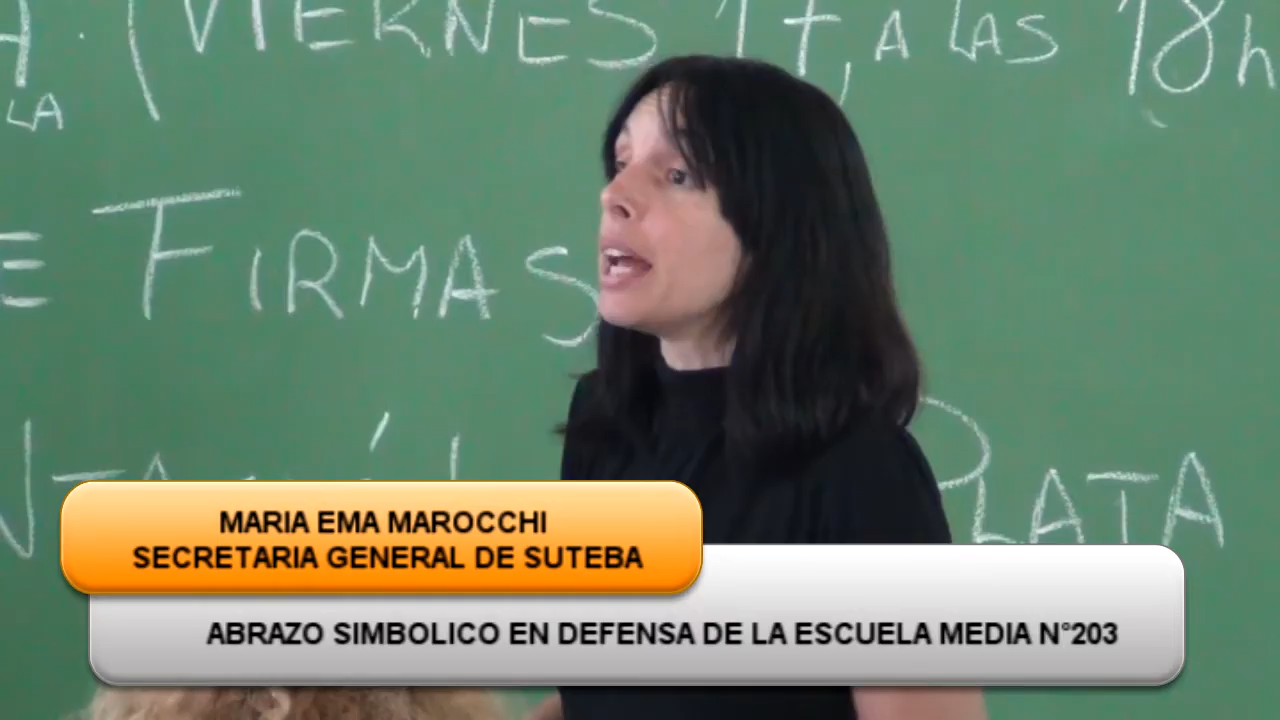 (VIERNES 17, A LAS 18h
LA
E FIRMAS
PLATA
MARIA EMA MAROCCHI
SECRETARIA GENERAL DE SUTEBA
ABRAZO SIMBOLICO EN DEFENSA DE LA ESCUELA MEDIA N°203